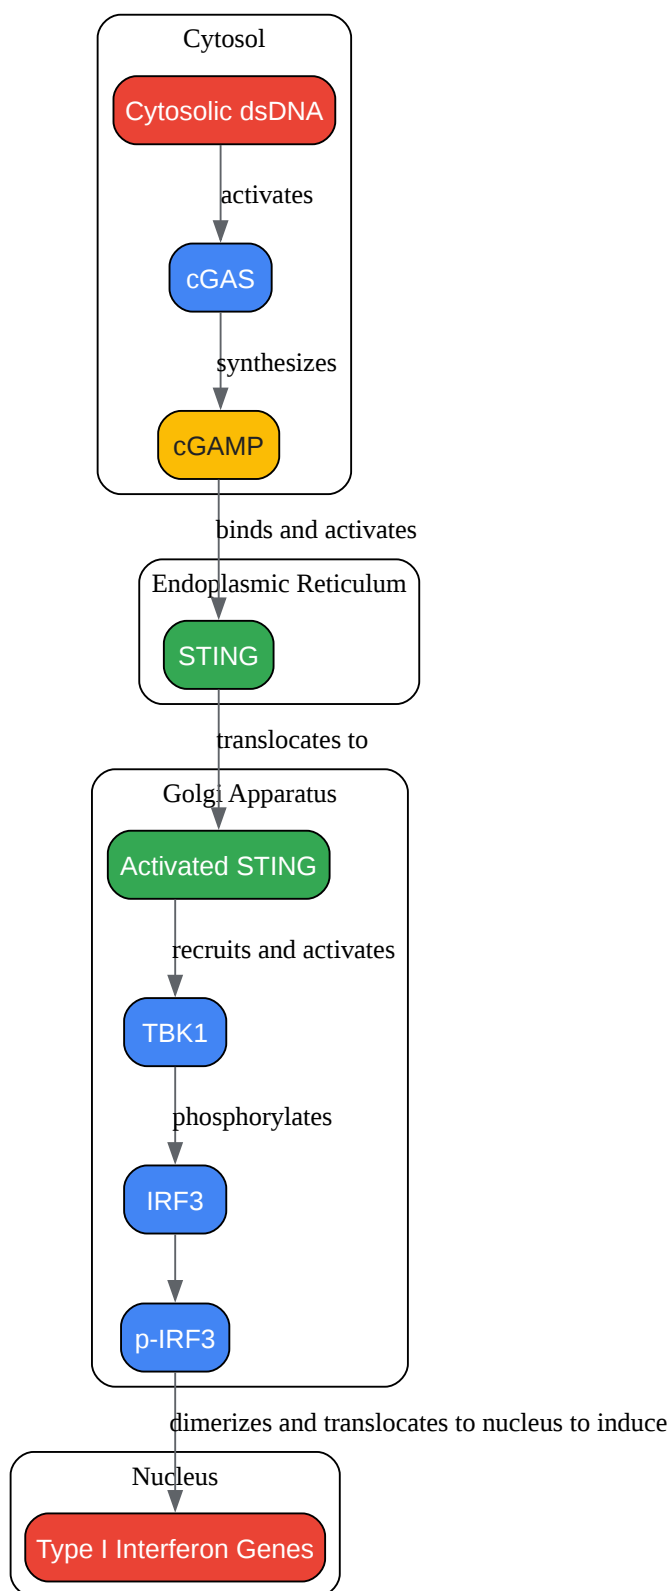 Cytosol
Cytosolic dsDNA
activates
cGAS
synthesizes
cGAMP
binds and activates
Endoplasmic Reticulum
STING
translocates to
Golgi Apparatus
Activated STING
recruits and activates
TBK1
phosphorylates
IRF3
p-IRF3
dimerizes and translocates to nucleus to induce
Nucleus
Type I Interferon Genes